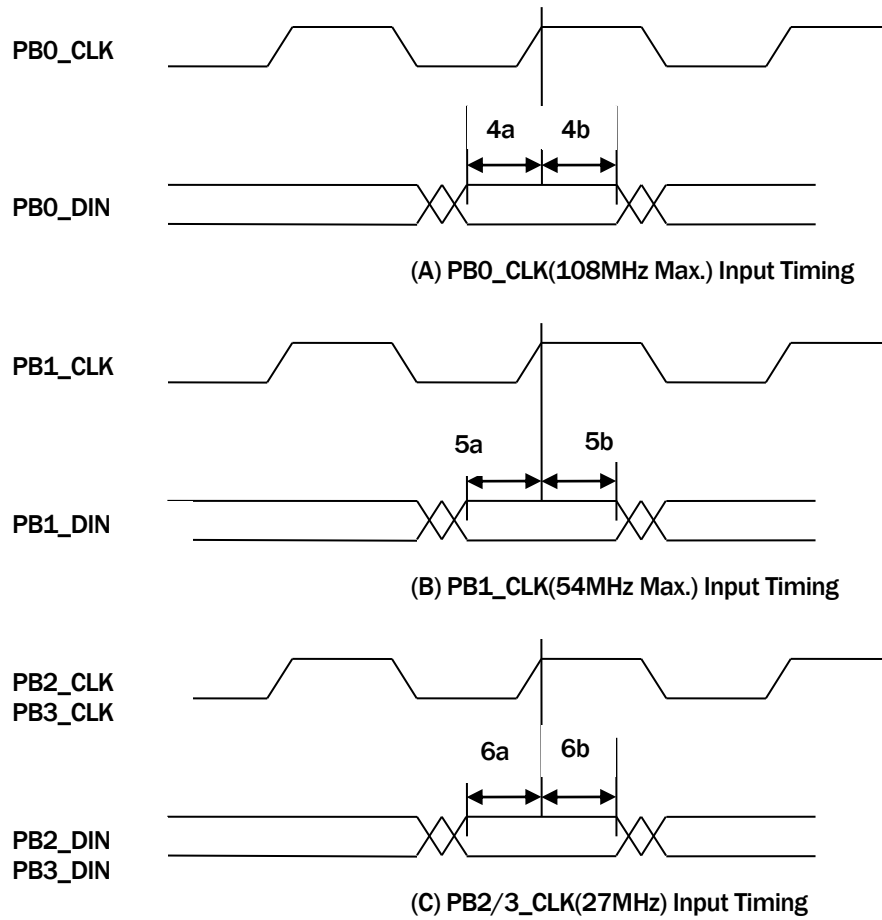 PB0_CLK
4a 4b
PB0_DIN
(A) PB0_CLK(108MHz Max.) Input Timing
PB1_CLK
5a 5b
PB1_DIN
(B) PB1_CLK(54MHz Max.) Input Timing
PB2_CLK
PB3_CLK
6a 6b
PB2_DIN
PB3_DIN
(C) PB2/3_CLK(27MHz) Input Timing